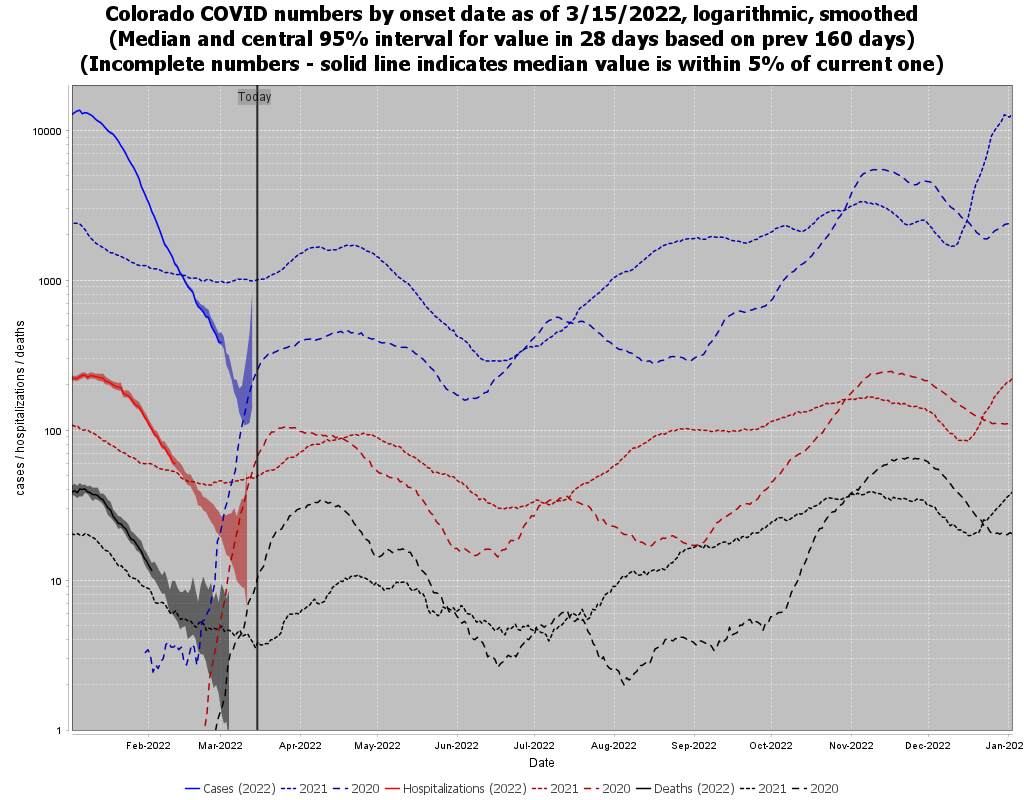 Colorado COVID numbers by onset date as of 3/15/2022, logarithmic, smoothed
(Median and central 95% interval for value in 28 days based on prev 160 days)
(Incomplete numbers - solid line indicates median value is within 5% of current one)
Today
10000
1000
100
10
1
cases / hospitalizations / deaths
Feb-2022 Mar-2022 Apr-2022 May-2022 Jun-2022 Jul-2022 Aug-2022 Sep-2022 Oct-2022 Nov-2022 Dec-2022 Jan-202
Date
Cases (2022) 2021 2020 Hospitalizations (2022) 2021 2020 Deaths (2022) 2021 2020